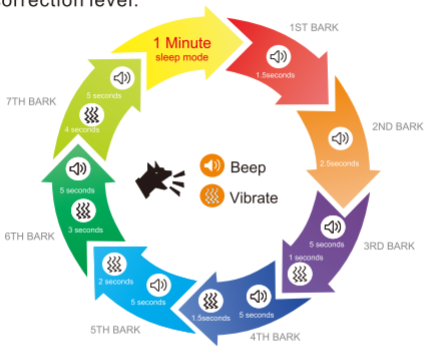 correction level.
1 Minute
sleep mode
1ST BARK
1.5seconds
2ND BARK
2.5seconds
3RD BARK
5 seconds
1 seconds
4TH BARK
5 seconds
1.5seconds
5TH BARK
5 seconds
2 seconds
6TH BARK
3 seconds
5 seconds
7TH BARK
4 seconds
5 seconds
Beep
Vibrate